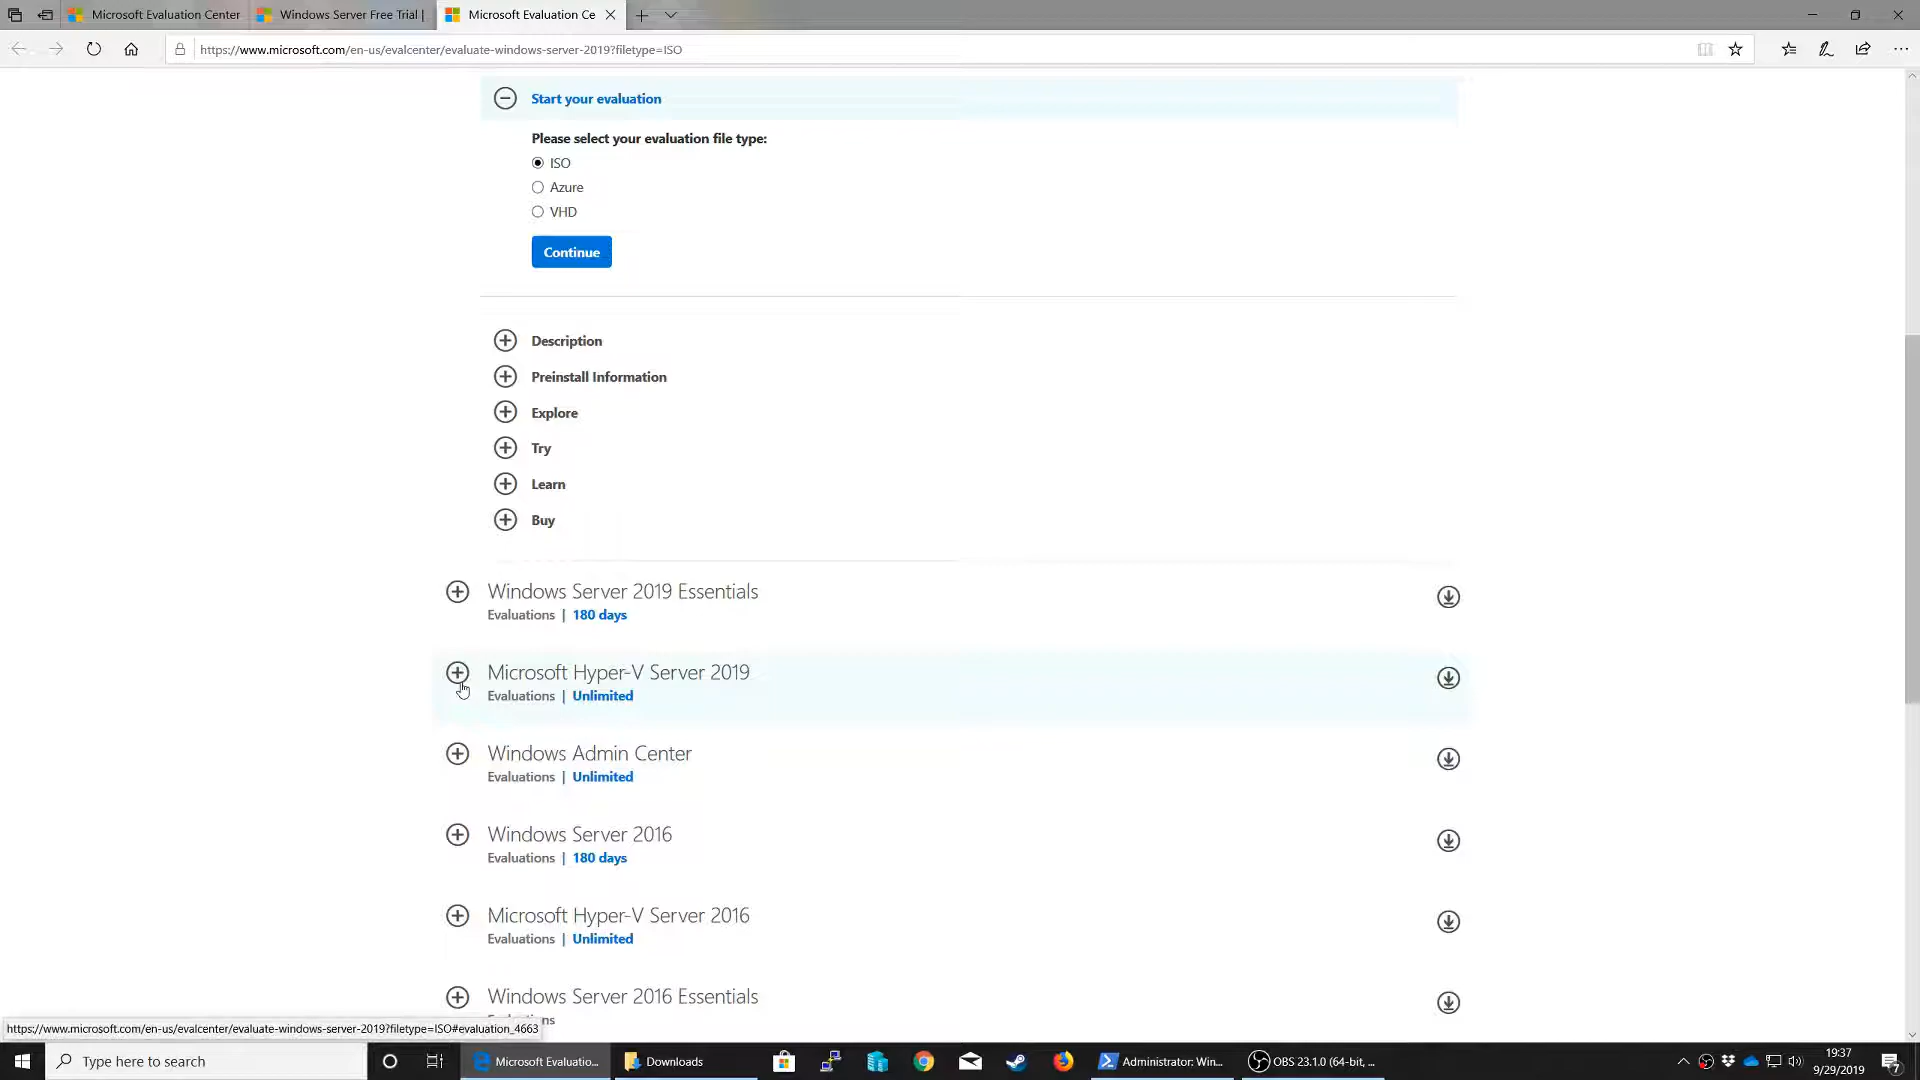 Microsoft Evaluation Center
Windows Server Free Trial |
Microsoft Evaluation Ce
https://www.microsoft.com/en-us/evalcenter/evaluate-windows-server-2019?filetype=ISO
Start your evaluation
Please select your evaluation file type:
ISO
Azure
VHD
Continue
Description
Preinstall Information
Explore
Try
Learn
Buy
Windows Server 2019 Essentials
Evaluations | 180 days
Microsoft Hyper-V Server 2019
Evaluations | Unlimited
Windows Admin Center
Evaluations | Unlimited
Windows Server 2016
Evaluations | 180 days
Microsoft Hyper-V Server 2016
Evaluations | Unlimited
Windows Server 2016 Essentials
https://www.microsoft.com/en-us/evalcenter/evaluate-windows-server-2019?filetype=ISO#evaluation_4663
Type here to search
Microsoft Evaluatio...
Downloads
Administrator: Win...
OBS 23.1.0 (64-bit, ...
19:37
9/29/2019
7